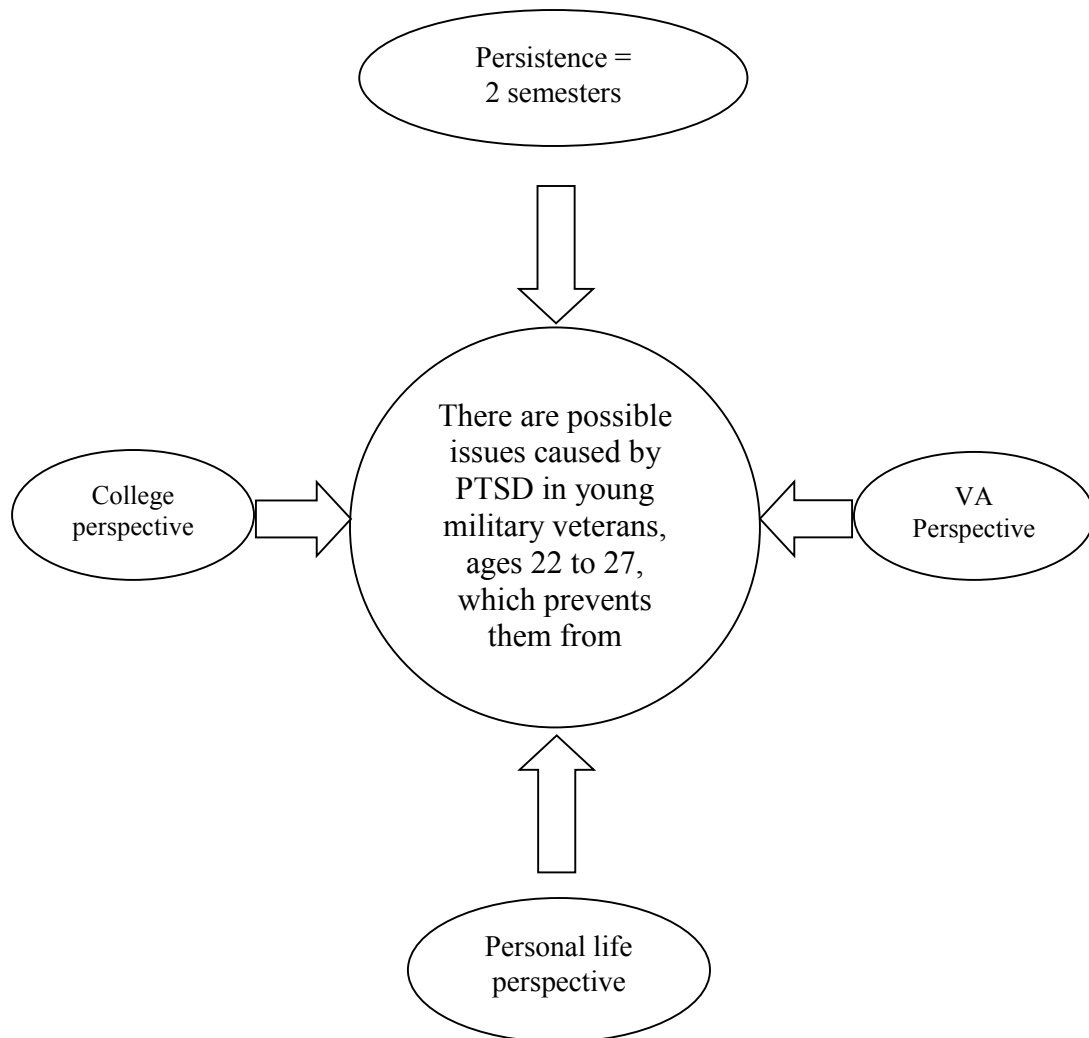 Persistence =
2 semesters
There are possible
issues caused by
PTSD in young
military veterans,
ages 22 to 27,
which prevents
them from
College
perspective
VA
Perspective
Personal life
perspective